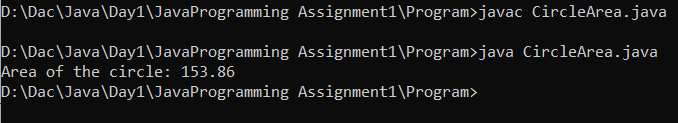 D:\Dac\Java\Day1\JavaProgramming Assignment1\Program>javac CircleArea.java
D:\Dac\Java\Day1\JavaProgramming Assignment1\Program>java CircleArea.java
Area of the circle: 153.86
D:\Dac\Java\Day1\JavaProgramming Assignment1\Program>